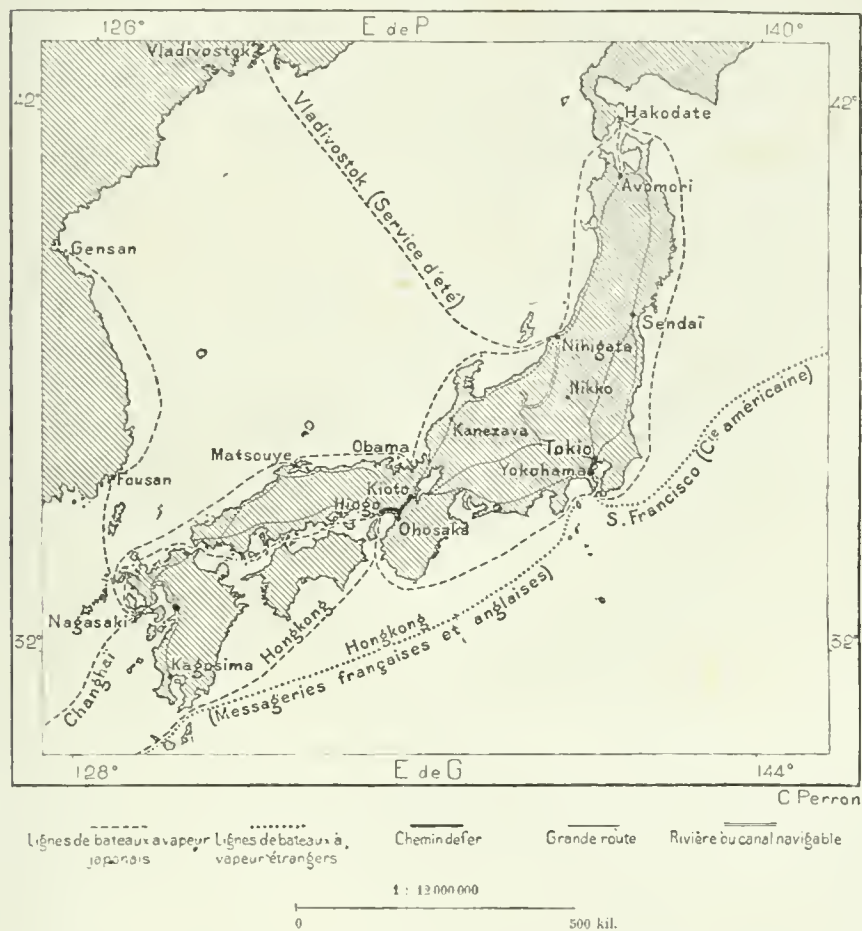 126° E de P 140°
Vladivostok
42° 42°
Vladivostok (Service d'été)
Hakodate
Avomori
Gensan
Sendaï
Nihigata
Nikko
Kanezava
Matsouye
Obama
Tokio
Yokohama
S. Francisco (Cie américaine)
Fousan
Kioto
Hiogo
Ohosaka
Nagasaki
Hongkong
Hongkong
(Messageries françaises et anglaises)
32° 32°
Changhaï
Kagosima
128° E de G 144°
C Perron
Lignes de bateaux a vapeur japonais
Lignes de bateaux à vapeur étrangers
Chemin de fer
Grande route
Rivière ou canal navigable
1 : 12 000 000
0 500 kil.